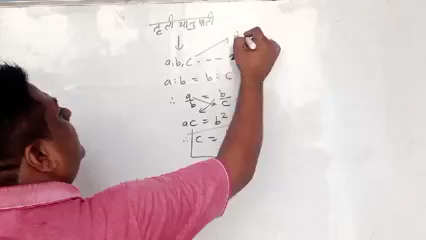 a, b, c - - -
a : b = b : c
∴ a/b = b/c
ac = b²
∴ c =